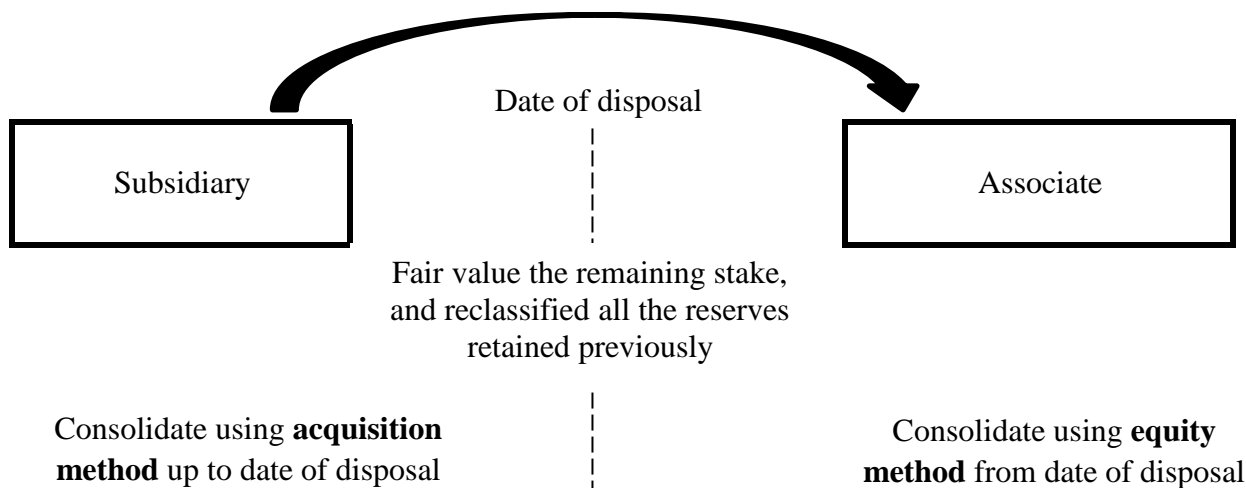 Date of disposal
Subsidiary
Associate
Fair value the remaining stake,
and reclassified all the reserves
retained previously
Consolidate using acquisition
method up to date of disposal
Consolidate using equity
method from date of disposal